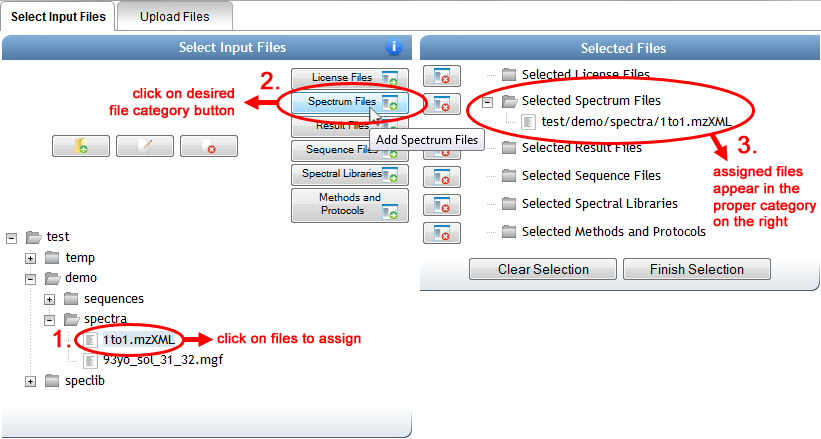 Select Input Files
Upload Files
Select Input Files
i
2.
click on desired
file category button
License Files
Spectrum Files
Result Files
Add Spectrum Files
Sequence Files
Spectral Libraries
Methods and
Protocols
test
temp
demo
sequences
spectra
1.
1to1.mzXML
click on files to assign
93yo_sol_31_32.mgf
speclib
Selected Files
Selected License Files
Selected Spectrum Files
test/demo/spectra/1to1.mzXML
Selected Result Files
3.
assigned files
appear in the
proper category
on the right
Selected Sequence Files
Selected Spectral Libraries
Selected Methods and Protocols
Clear Selection
Finish Selection